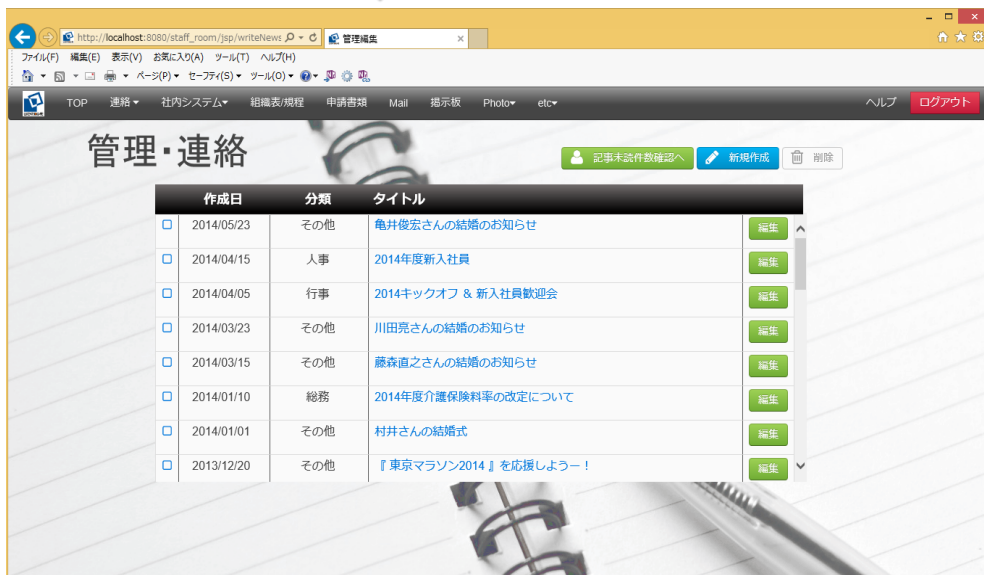 http://localhost:8080/staff_room/jsp/writeNews 管理編集 ×
ファイル(F) 編集(E) 表示(V) お気に入り(A) ツール(T) ヘルプ(H)
ページ(P) セーフティ(S) ツール(O)
TOP 連絡 社内システム 組織表/規程 申請書類 Mail 掲示板 Photo etc ヘルプ ログアウト
管理・連絡
記事未読件数確認へ 新規作成 削除
作成日 分類 タイトル
2014/05/23 その他 亀井俊宏さんの結婚のお知らせ 編集
2014/04/15 人事 2014年度新入社員 編集
2014/04/05 行事 2014キックオフ & 新入社員歓迎会 編集
2014/03/23 その他 川田亮さんの結婚のお知らせ 編集
2014/03/15 その他 藤森直之さんの結婚のお知らせ 編集
2014/01/10 総務 2014年度介護保険料率の改定について 編集
2014/01/01 その他 村井さんの結婚式 編集
2013/12/20 その他 『 東京マラソン2014 』を応援しようー！ 編集